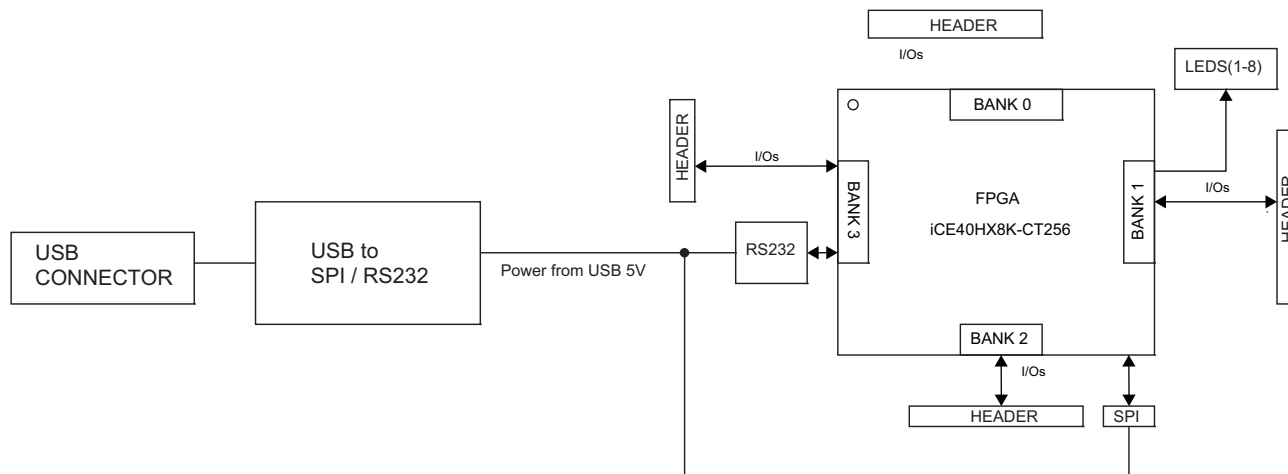 HEADER
I/Os
LEDS(1-8)
BANK 0
HEADER
I/Os
BANK 3
FPGA
iCE40HX8K-CT256
BANK 1
I/Os
HEADER
USB
CONNECTOR
USB to
SPI / RS232
Power from USB 5V
RS232
BANK 2
I/Os
HEADER
SPI